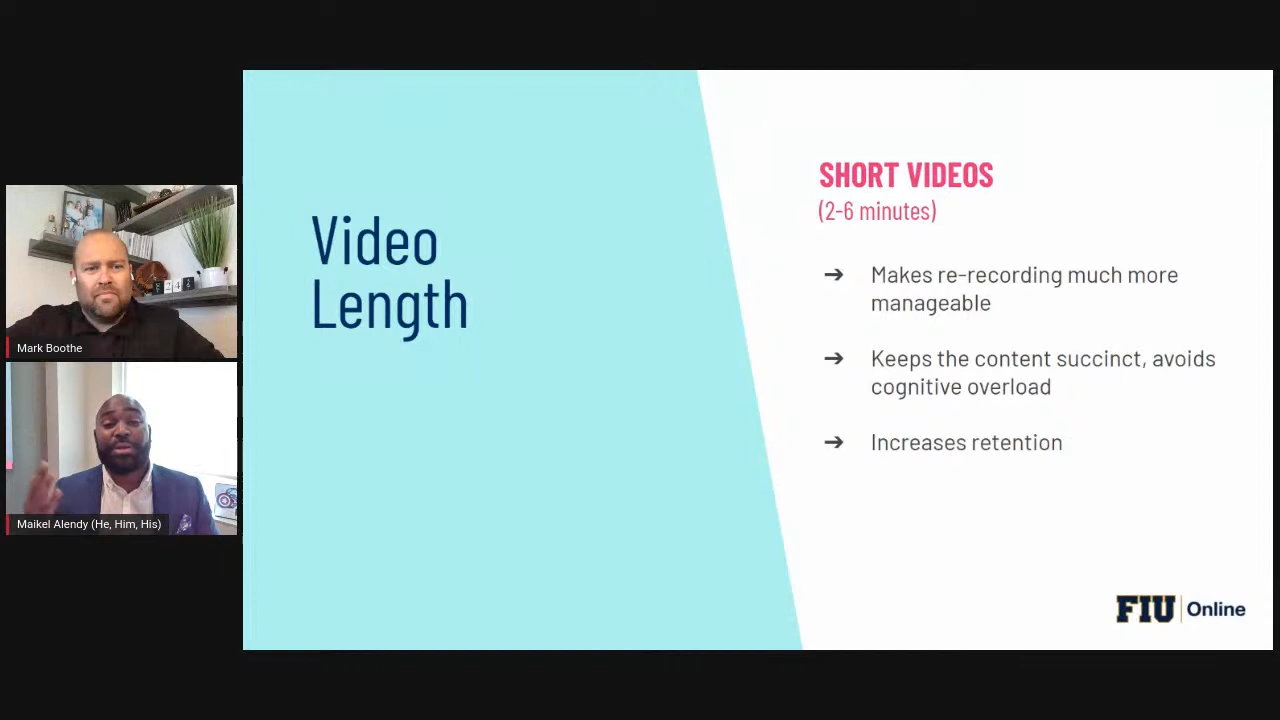 Mark Boothe
Maikel Alendy (He, Him, His)
Video
Length
SHORT VIDEOS
(2-6 minutes)
➔ Makes re-recording much more
manageable
➔ Keeps the content succinct, avoids
cognitive overload
➔ Increases retention
FIU Online